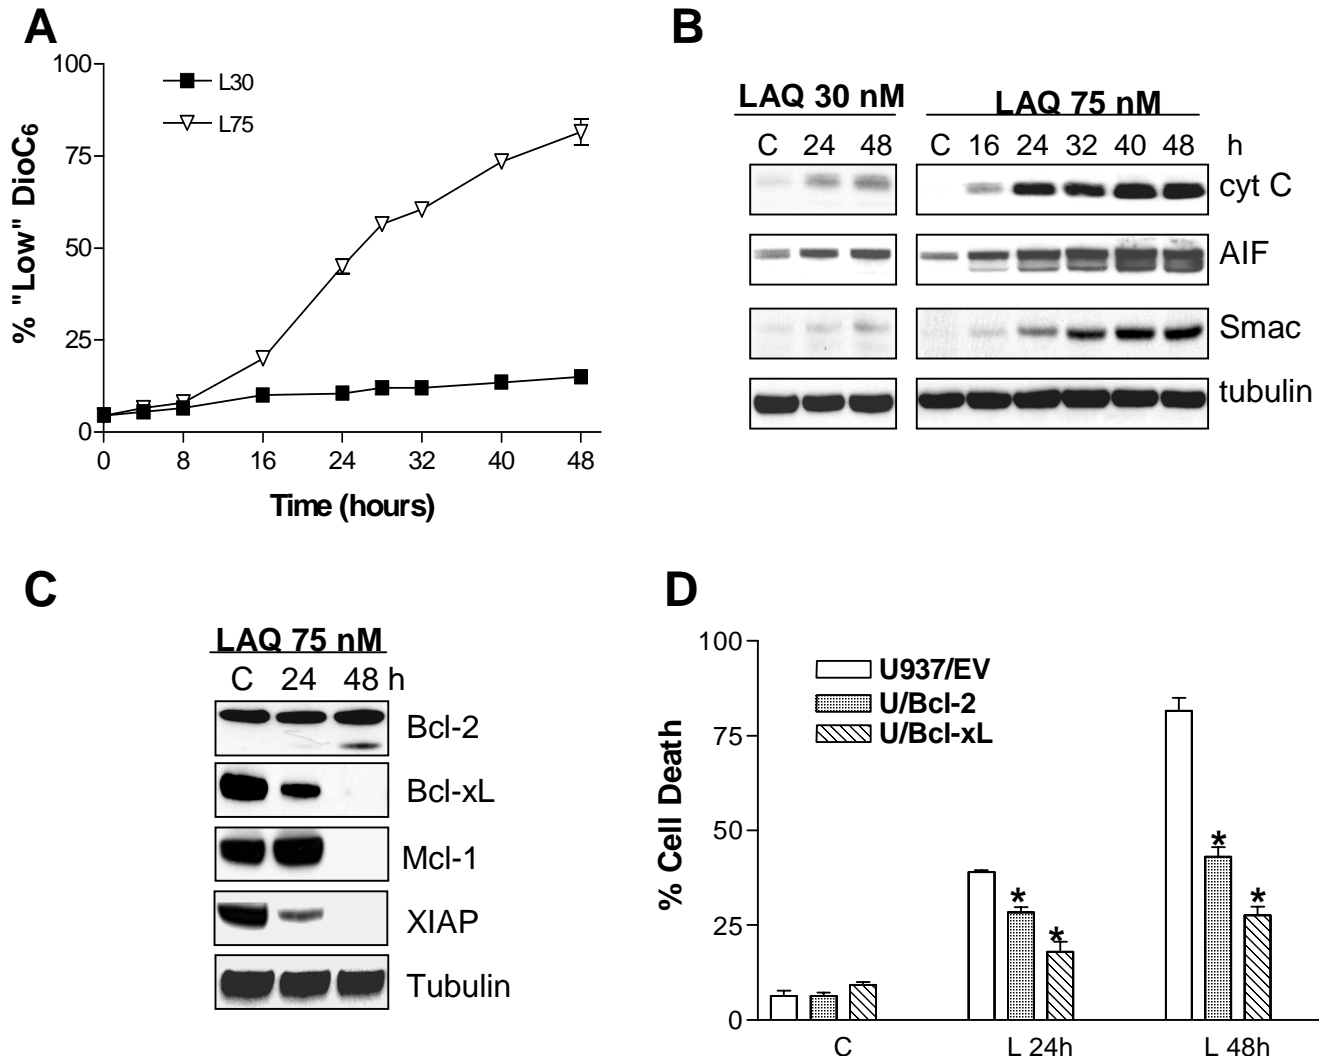 A
100
75
50
25
0
% "Low" DioC6
L30
L75
0 8 16 24 32 40 48
Time (hours)
B
LAQ 30 nM LAQ 75 nM
C 24 48 C 16 24 32 40 48 h
cyt C
AIF
Smac
tubulin
C
LAQ 75 nM
C 24 48 h
Bcl-2
Bcl-xL
Mcl-1
XIAP
Tubulin
D
100
75
50
25
0
% Cell Death
U937/EV
U/Bcl-2
U/Bcl-xL
* * * *
C L 24h L 48h